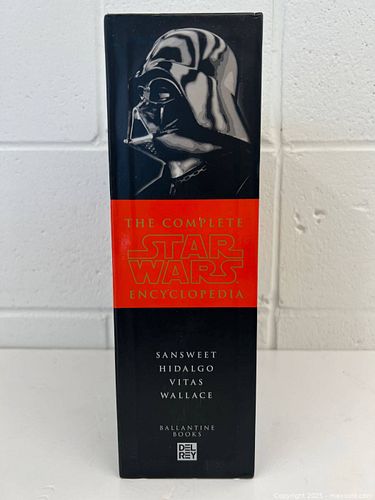 THE COMPLETE
STAR
WARS
ENCYCLOPEDIA
SANSWEET
HIDALGO
VITAS
WALLACE
BALLANTINE
BOOKS
DEL
REY